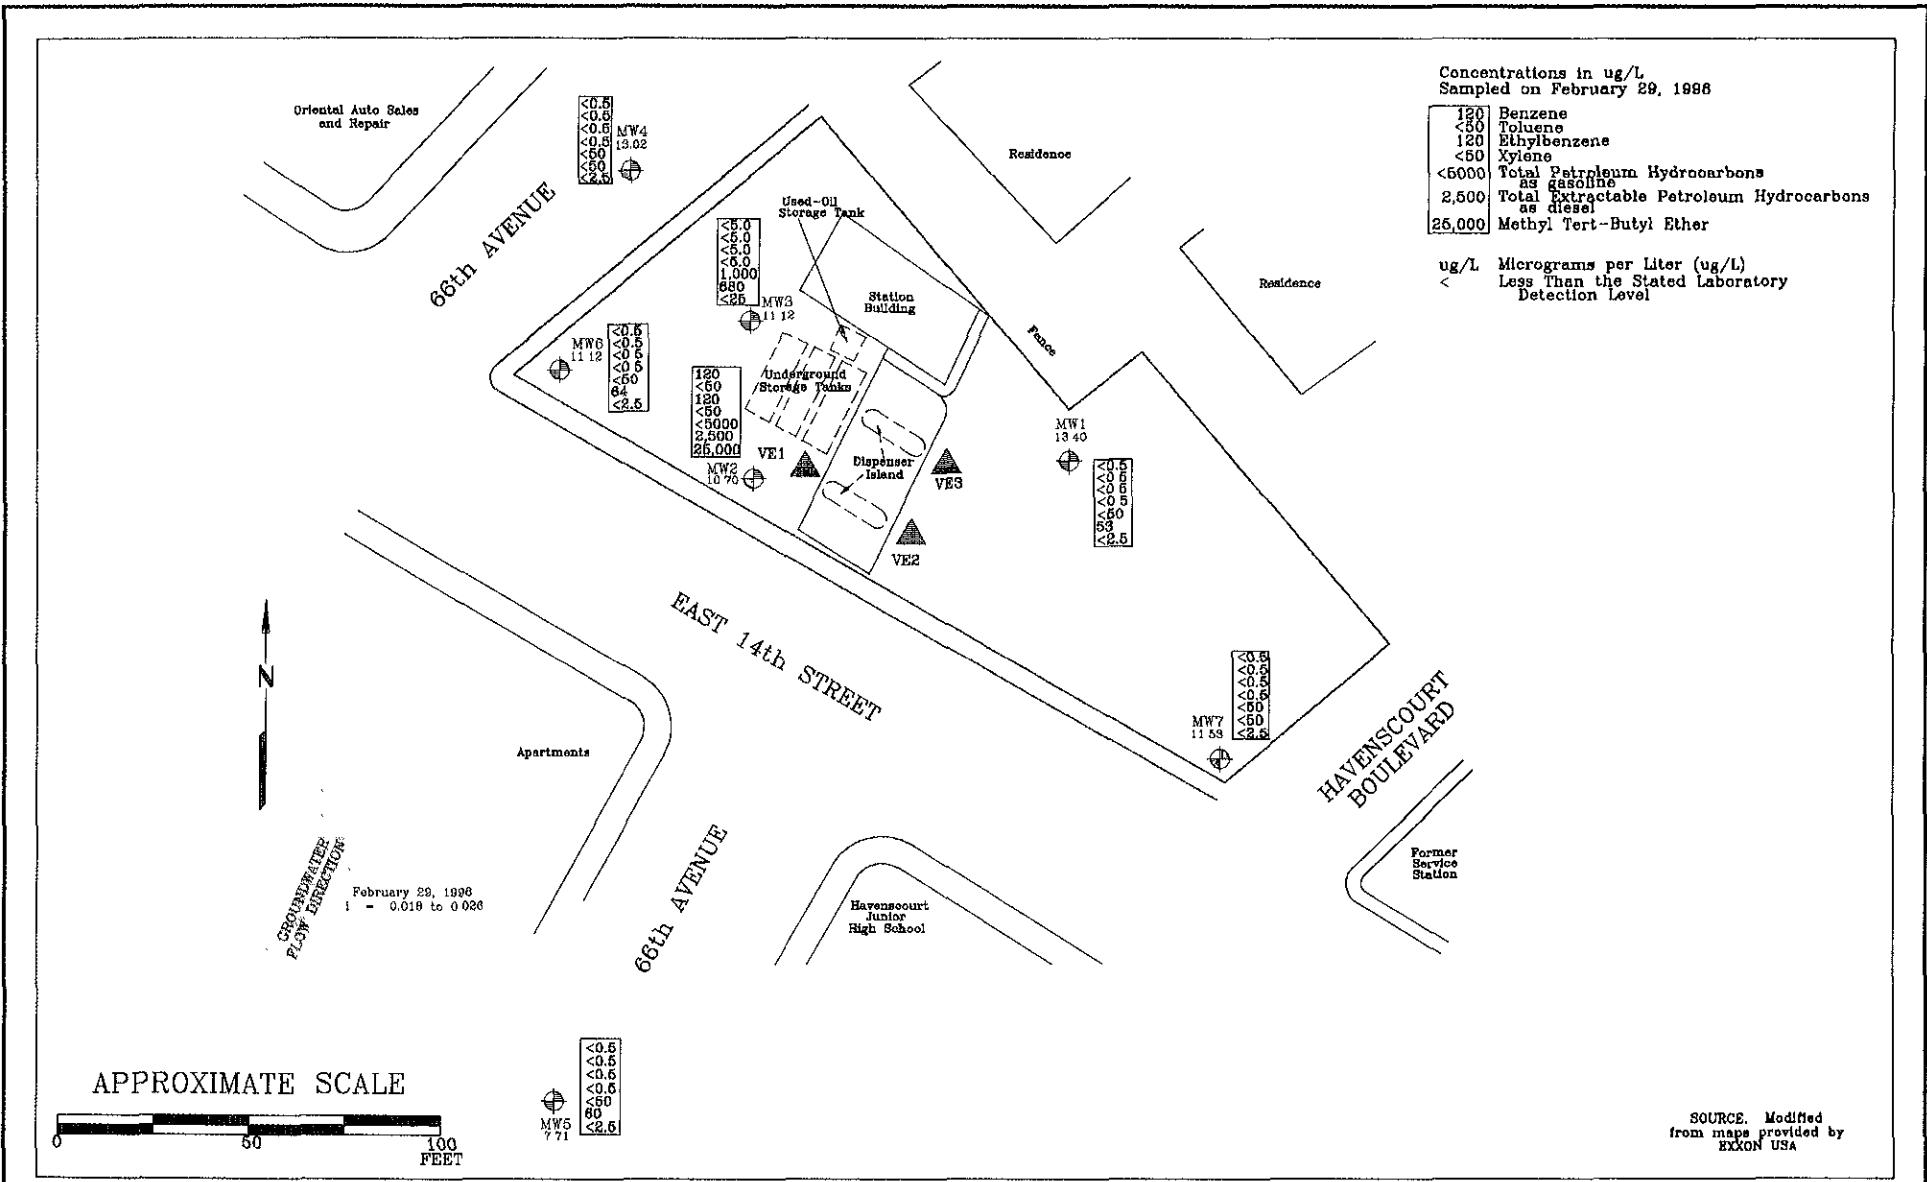 Concentrations in ug/L
Sampled on February 29, 1996
120 Benzene
<50 Toluene
120 Ethylbenzene
<50 Xylene
<5000 Total Petroleum Hydrocarbons
as gasoline
2,500 Total Extractable Petroleum Hydrocarbons
as diesel
25,000 Methyl Tert-Butyl Ether
ug/L Micrograms per Liter (ug/L)
< Less Than the Stated Laboratory
Detection Level
Oriental Auto Sales
and Repair
<0.5
<0.5
<0.5
<0.5
<50
<50
<2.5
MW4
13.02
66th AVENUE
Residence
Residence
Used-Oil
Storage Tank
Station
Building
Fence
<5.0
<5.0
<5.0
<5.0
1,000
680
<25
MW3
11 12
MW6
11 12
<0.5
<0.5
<0 5
<0 5
<50
64
<2.5
Underground
Storage Tanks
120
<50
120
<50
<5000
2,500
25,000
MW2
10 70
VE1
Dispenser
Island
VE3
VE2
MW1
13 40
<0.5
<0 5
<0 5
<0 5
<50
53
<2.5
EAST 14th STREET
<0.5
<0.5
<0.5
<0.5
<50
<50
<2.5
MW7
11 53
HAVENSCOURT
BOULEVARD
N
Apartments
66th AVENUE
Havenscourt
Junior
High School
Former
Service
Station
GROUNDWATER
FLOW DIRECTION
February 29, 1996
i = 0.018 to 0 026
APPROXIMATE SCALE
0 50 100
FEET
MW5
7 71
<0.5
<0.5
<0.5
<0.5
<50
60
<2.5
SOURCE. Modified
from maps provided by
EXXON USA